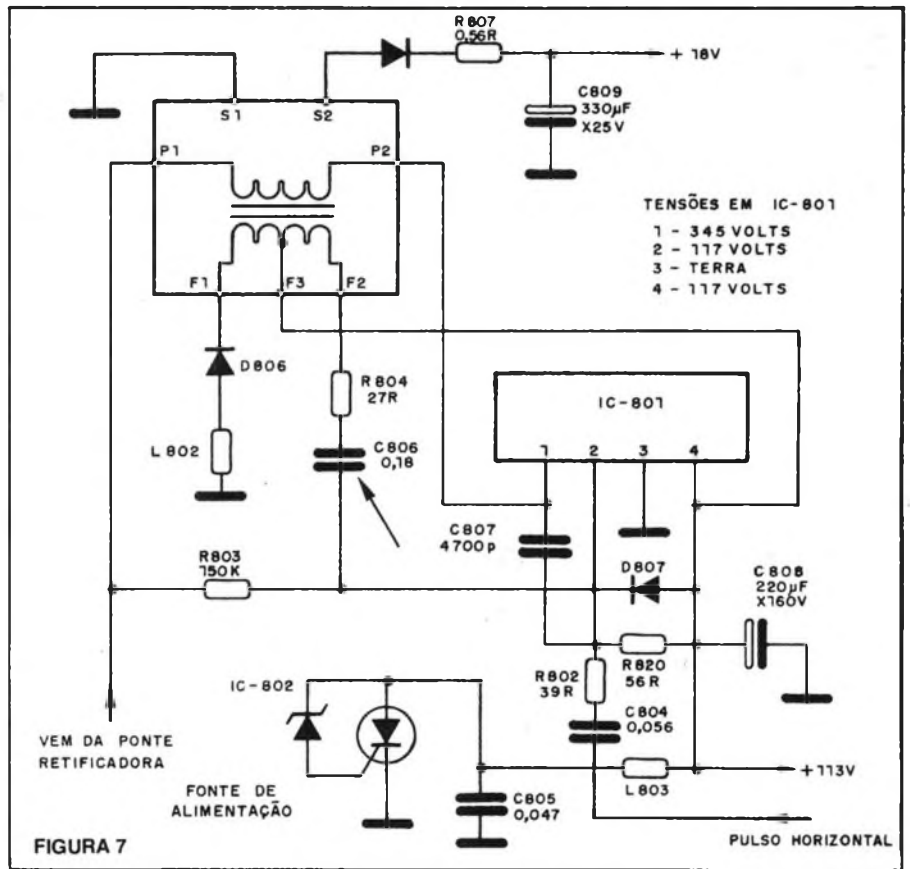 R807
0,56R
+ 18V
C809
330µF
X25V
S1
S2
P1
P2
TENSÕES EM IC-801
1 - 345 VOLTS
2 - 117 VOLTS
3 - TERRA
4 - 117 VOLTS
F1
F3
F2
D806
R804
27R
IC-801
L802
C806
0,18
1 2 3 4
C807
4700p
R803
150K
D807
C808
220µF
X160V
R802
39R
R820
56R
IC-802
C804
0,056
VEM DA PONTE
RETIFICADORA
L803
+113V
FONTE DE
ALIMENTAÇÃO
C805
0,047
PULSO HORIZONTAL
FIGURA 7